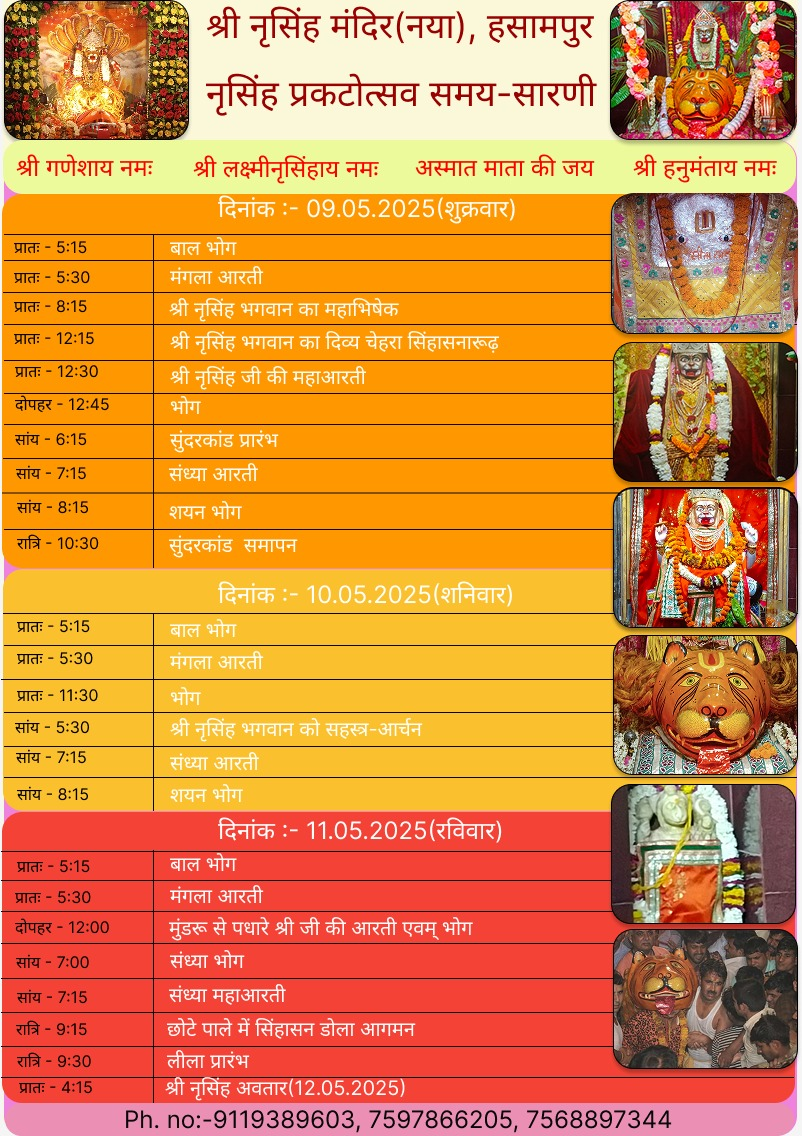 श्री नृसिंह मंदिर(नया), हसामपुर
नृसिंह प्रकटोत्सव समय-सारणी
श्री गणेशाय नमः श्री लक्ष्मीनृसिंहाय नमः अस्मात माता की जय श्री हनुमंताय नमः
दिनांक :- 09.05.2025(शुक्रवार)
प्रातः - 5:15 बाल भोग
प्रातः - 5:30 मंगला आरती
प्रातः - 8:15 श्री नृसिंह भगवान का महाभिषेक
प्रातः - 12:15 श्री नृसिंह भगवान का दिव्य चेहरा सिंहासनारूढ़
प्रातः - 12:30 श्री नृसिंह जी की महाआरती
दोपहर - 12:45 भोग
सांय - 6:15 सुंदरकांड प्रारंभ
सांय - 7:15 संध्या आरती
सांय - 8:15 शयन भोग
रात्रि - 10:30 सुंदरकांड समापन
दिनांक :- 10.05.2025(शनिवार)
प्रातः - 5:15 बाल भोग
प्रातः - 5:30 मंगला आरती
प्रातः - 11:30 भोग
सांय - 5:30 श्री नृसिंह भगवान को सहस्त्र-आर्चन
सांय - 7:15 संध्या आरती
सांय - 8:15 शयन भोग
दिनांक :- 11.05.2025(रविवार)
प्रातः - 5:15 बाल भोग
प्रातः - 5:30 मंगला आरती
दोपहर - 12:00 मुंडरू से पधारे श्री जी की आरती एवम् भोग
सांय - 7:00 संध्या भोग
सांय - 7:15 संध्या महाआरती
रात्रि - 9:15 छोटे पाले में सिंहासन डोला आगमन
रात्रि - 9:30 लीला प्रारंभ
प्रातः - 4:15 श्री नृसिंह अवतार(12.05.2025)
Ph. no:-9119389603, 7597866205, 7568897344